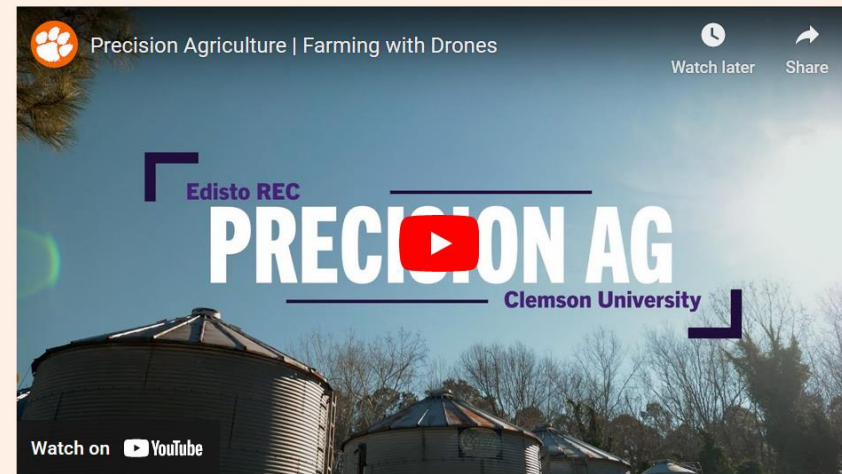 Precision Agriculture | Farming with Drones
Watch later
Share
Edisto REC
PRECISION AG
Clemson University
Watch on YouTube